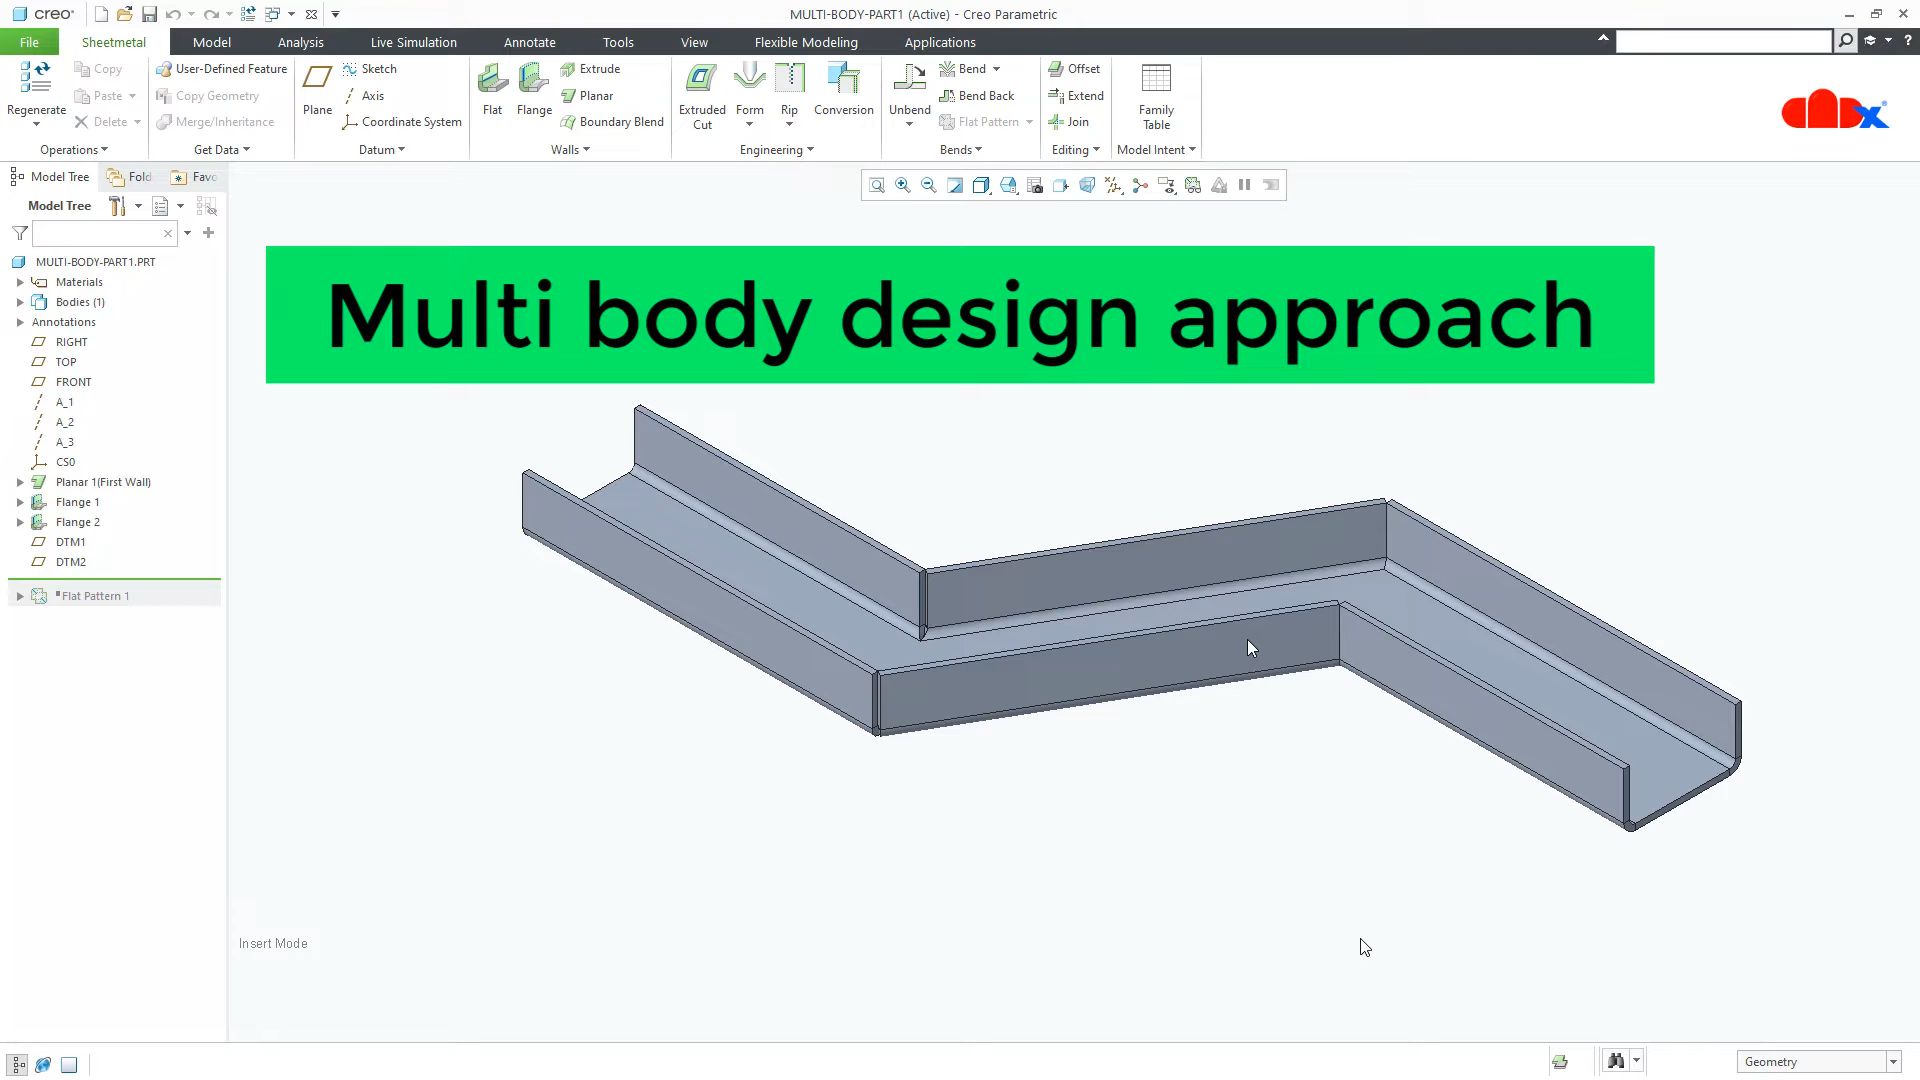 creo
MULTI-BODY-PART1 (Active) - Creo Parametric
File
Sheetmetal
Model
Analysis
Live Simulation
Annotate
Tools
View
Flexible Modeling
Applications
Regenerate
Copy
Paste
Delete
Operations
User-Defined Feature
Copy Geometry
Merge/Inheritance
Get Data
Plane
Sketch
Axis
Coordinate System
Datum
Flat
Flange
Extrude
Planar
Boundary Blend
Walls
Extruded
Cut
Form
Rip
Conversion
Engineering
Unbend
Bend
Bend Back
Flat Pattern
Bends
Offset
Extend
Join
Editing
Family
Table
Model Intent
Model Tree
Fold
Favo
Model Tree
MULTI-BODY-PART1.PRT
Materials
Bodies (1)
Annotations
RIGHT
TOP
FRONT
A_1
A_2
A_3
CS0
Planar 1(First Wall)
Flange 1
Flange 2
DTM1
DTM2
Flat Pattern 1
Multi body design approach
Insert Mode
Geometry